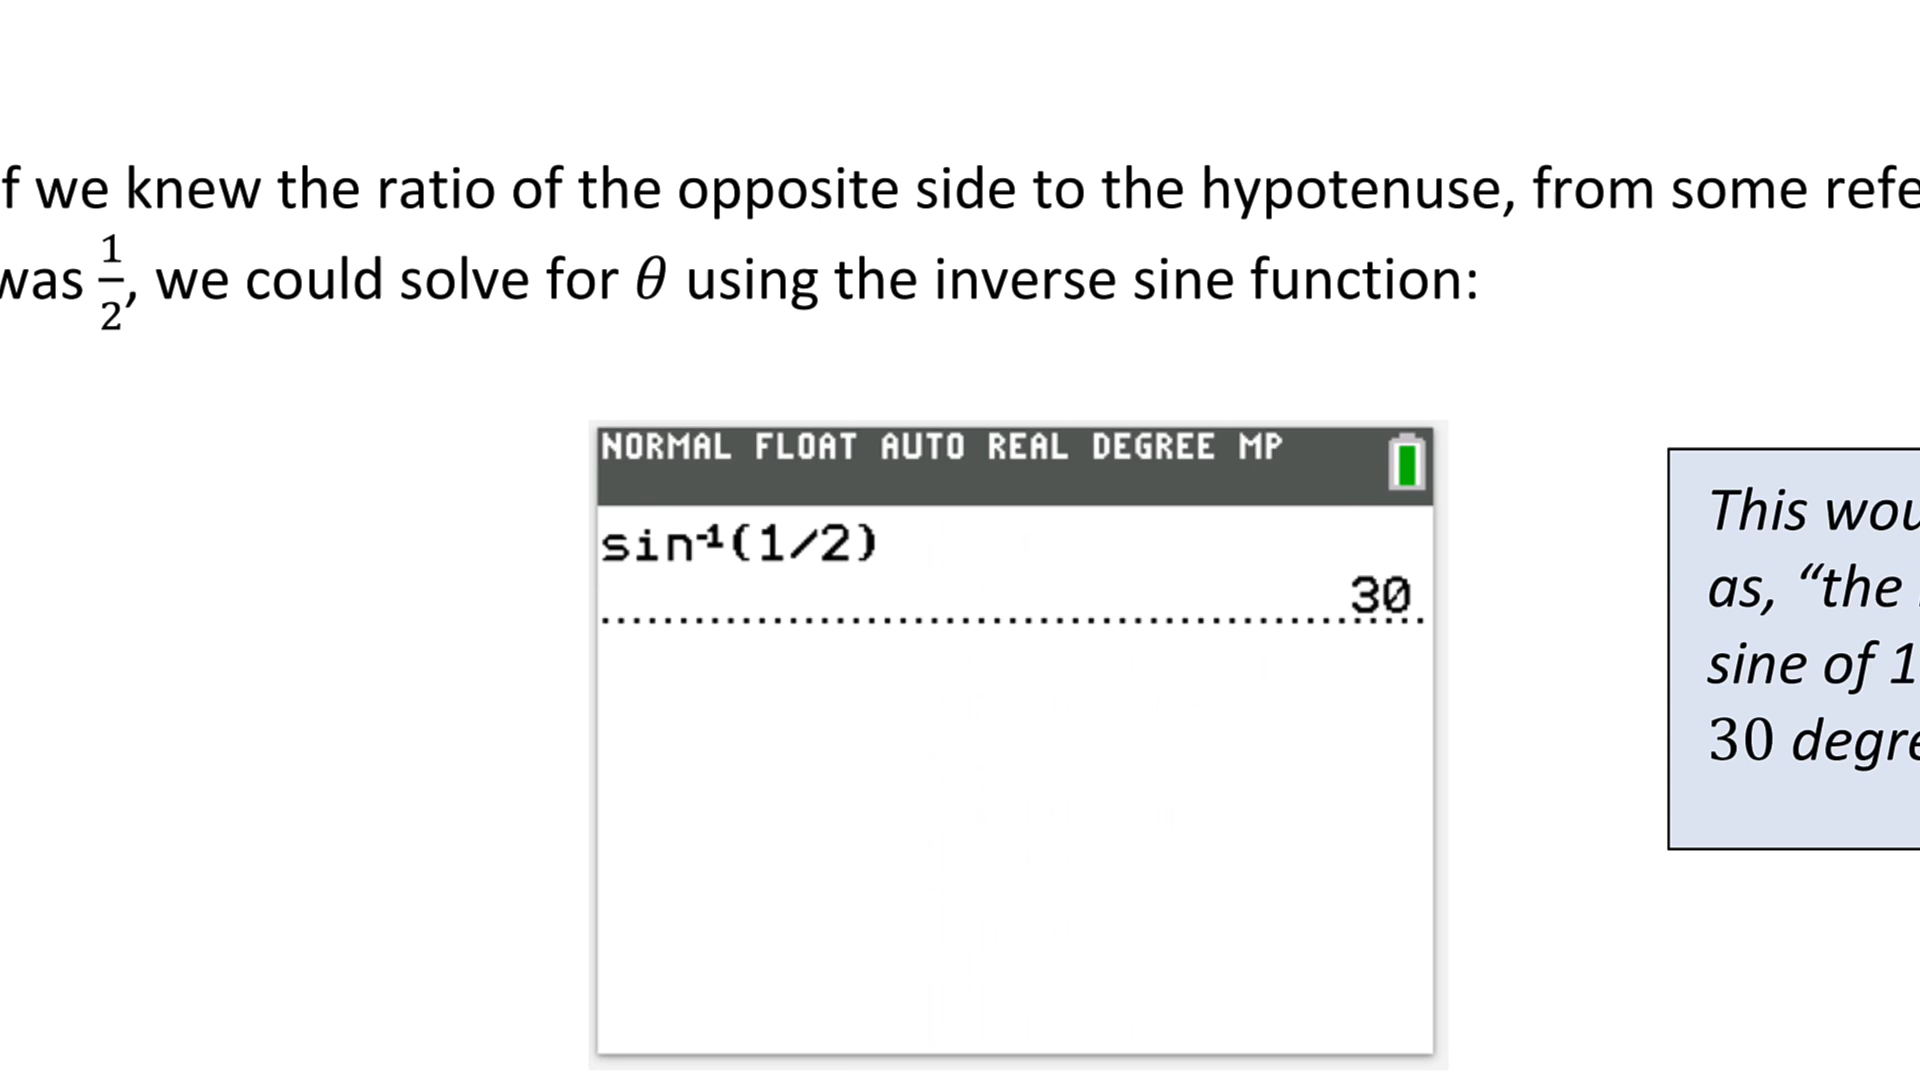 f we knew the ratio of the opposite side to the hypotenuse, from some refe
was 1/2, we could solve for θ using the inverse sine function:
NORMAL FLOAT AUTO REAL DEGREE MP
sin⁻¹(1/2)
30
This wou
as, “the
sine of 1
30 degre